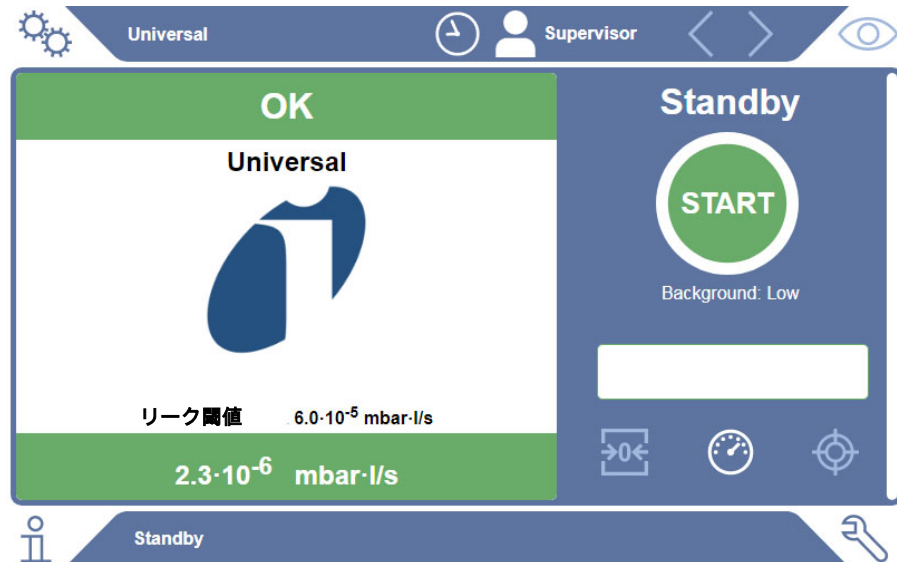 Universal
Supervisor
OK
Universal
リーク閾値 6.0·10⁻⁵ mbar·l/s
2.3·10⁻⁶ mbar·l/s
Standby
START
Background: Low
→0←
Standby